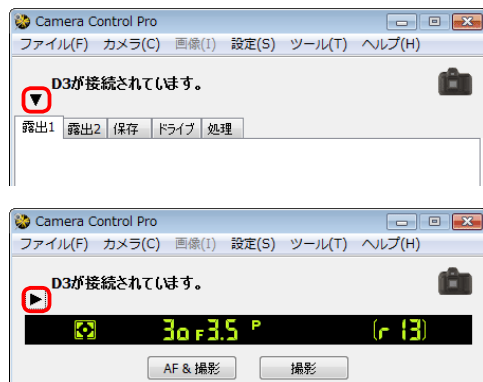 Camera Control Pro
ファイル(F) カメラ(C) 画像(I) 設定(S) ツール(T) ヘルプ(H)
D3が接続されています。
▼
露出1 露出2 保存 ドライブ 処理
Camera Control Pro
ファイル(F) カメラ(C) 画像(I) 設定(S) ツール(T) ヘルプ(H)
D3が接続されています。
▶
30 F3.5 P (r 13)
AF & 撮影 撮影